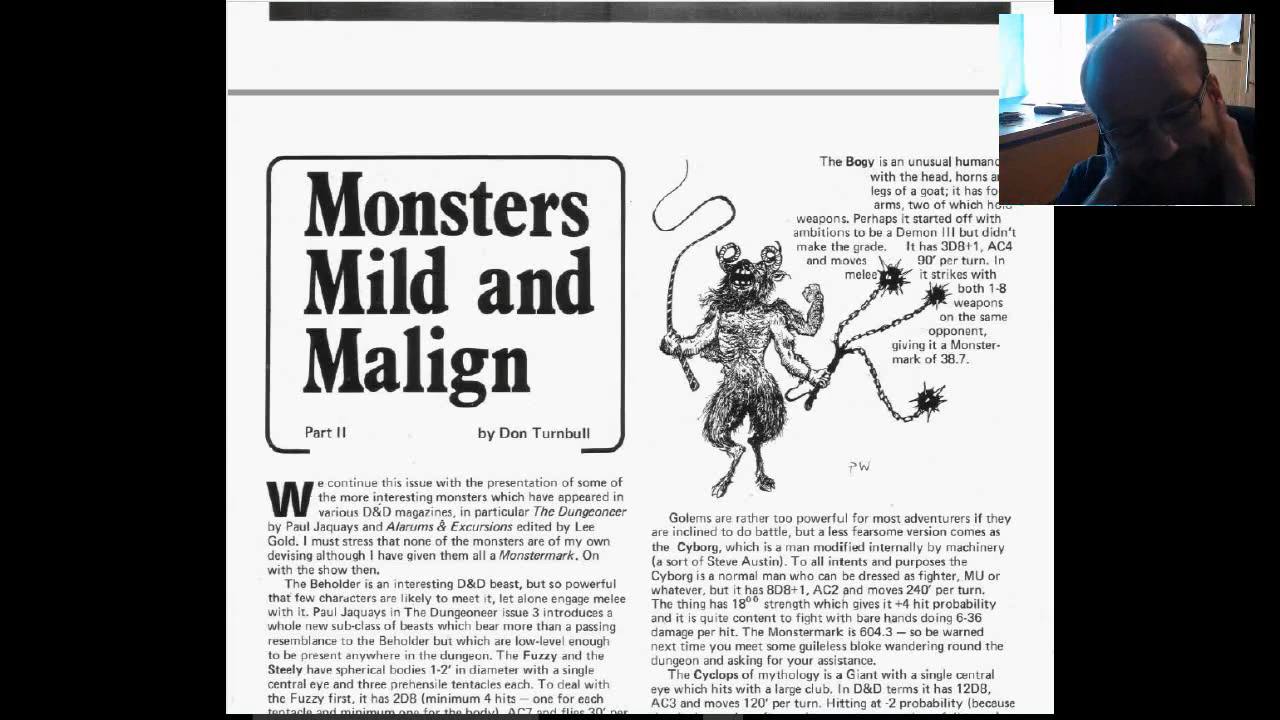 Monsters
Mild and
Malign
Part II by Don Turnbull
We continue this issue with the presentation of some of
the more interesting monsters which have appeared in
various D&D magazines, in particular The Dungeoneer
by Paul Jaquays and Alarums & Excursions edited by Lee
Gold. I must stress that none of the monsters are of my own
devising although I have given them all a Monstermark. On
with the show then.
The Beholder is an interesting D&D beast, but so powerful
that few characters are likely to meet it, let alone engage melee
with it. Paul Jaquays in The Dungeoneer issue 3 introduces a
whole new sub-class of beasts which bear more than a passing
resemblance to the Beholder but which are low-level enough
to be present anywhere in the dungeon. The Fuzzy and the
Steely have spherical bodies 1-2' in diameter with a single
central eye and three prehensile tentacles each. To deal with
the Fuzzy first, it has 2D8 (minimum 4 hits — one for each
tentacle and minimum one for the body), AC7 and flies 30' per
The Bogy is an unusual
with the head, horns
legs of a goat; it has
arms, two of which
weapons. Perhaps it started off with
ambitions to be a Demon III but didn't
make the grade. It has 3D8+1, AC4
and moves 90' per turn. In
melee it strikes with
both 1-8
weapons
on the same
opponent,
giving it a Monster-
mark of 38.7.
PW
Golems are rather too powerful for most adventurers if they
are inclined to do battle, but a less fearsome version comes as
the Cyborg, which is a man modified internally by machinery
(a sort of Steve Austin). To all intents and purposes the
Cyborg is a normal man who can be dressed as fighter, MU or
whatever, but it has 8D8+1, AC2 and moves 240' per turn.
The thing has 18⁰⁰ strength which gives it +4 hit probability
and it is quite content to fight with bare hands doing 6-36
damage per hit. The Monstermark is 604.3 — so be warned
next time you meet some guileless bloke wandering round the
dungeon and asking for your assistance.
The Cyclops of mythology is a Giant with a single central
eye which hits with a large club. In D&D terms it has 12D8,
AC3 and moves 120' per turn. Hitting at -2 probability (because